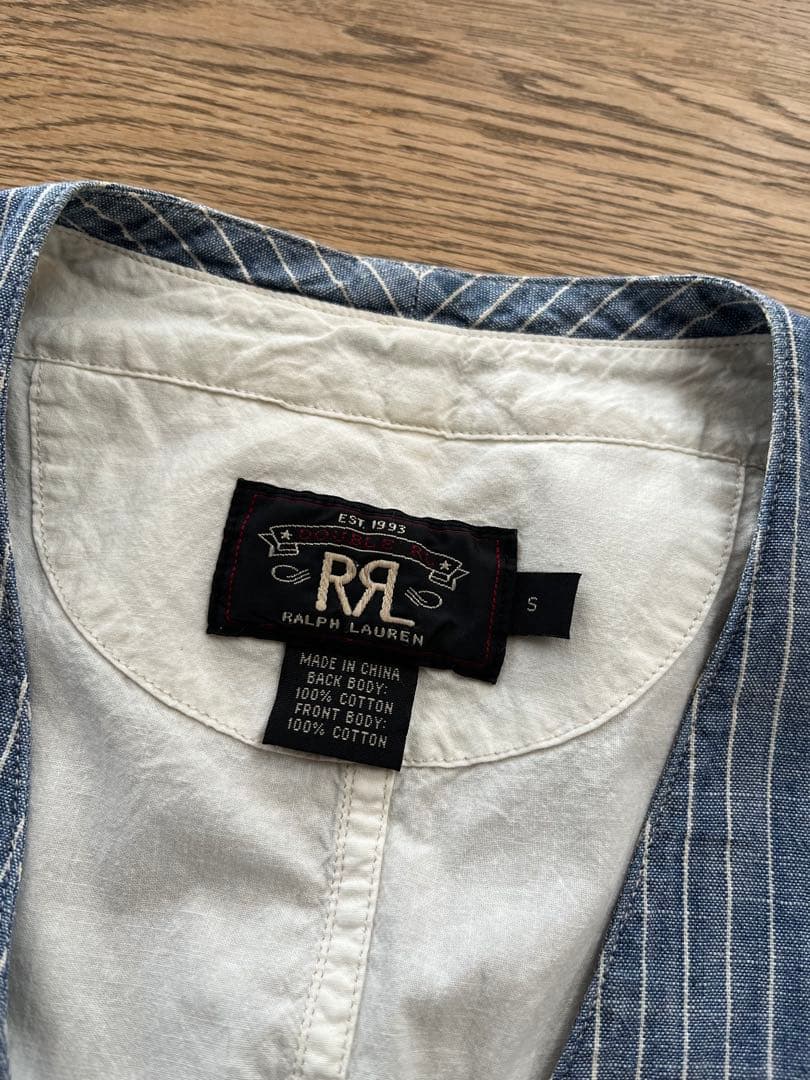 EST. 1993
DOUBLE RL
RRL
RALPH LAUREN
S
MADE IN CHINA
BACK BODY:
100% COTTON
FRONT BODY:
100% COTTON